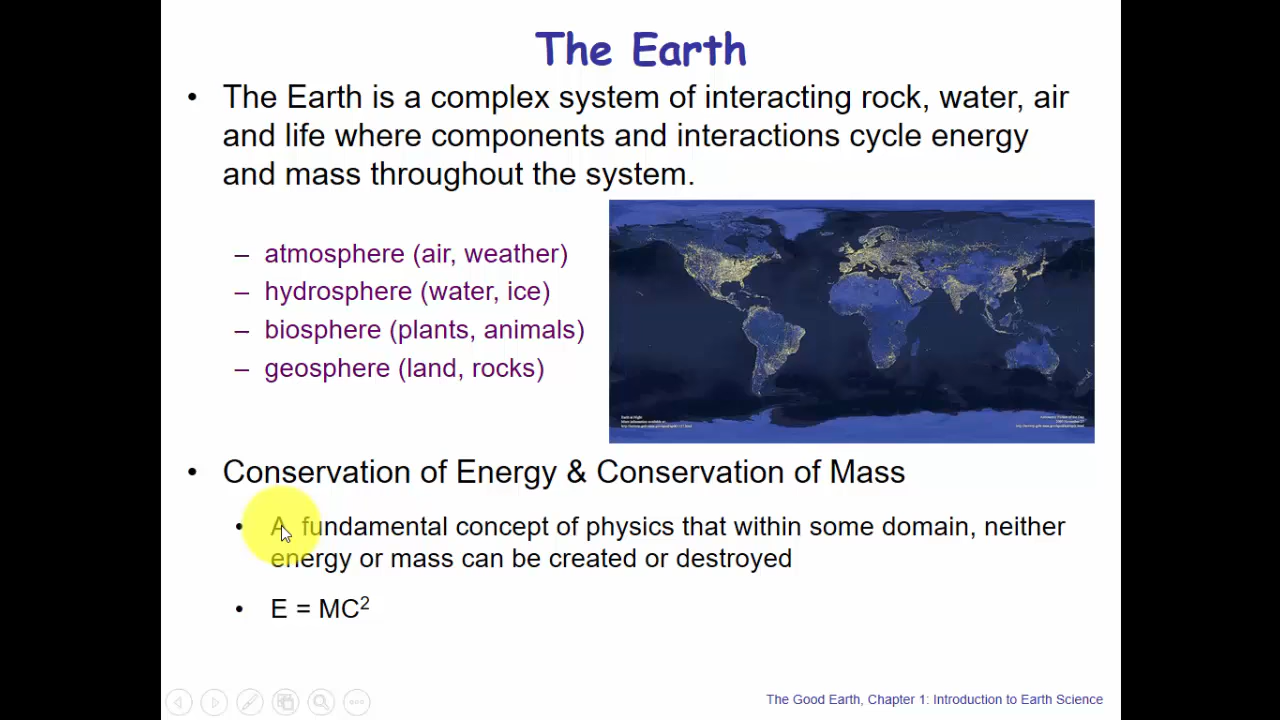 The Earth
• The Earth is a complex system of interacting rock, water, air
and life where components and interactions cycle energy
and mass throughout the system.
– atmosphere (air, weather)
– hydrosphere (water, ice)
– biosphere (plants, animals)
– geosphere (land, rocks)
• Conservation of Energy & Conservation of Mass
• A fundamental concept of physics that within some domain, neither
energy or mass can be created or destroyed
• E = MC²
The Good Earth, Chapter 1: Introduction to Earth Science